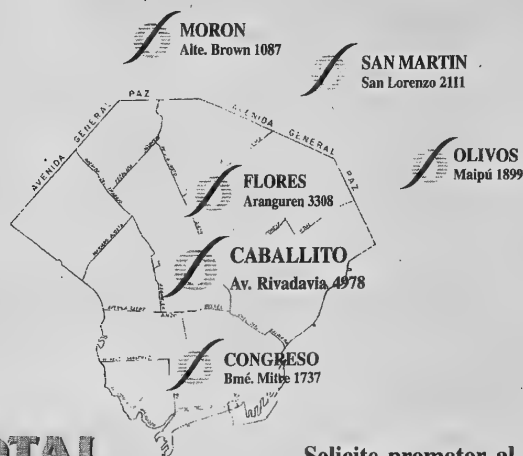 MORON
Alte. Brown 1087
SAN MARTIN
San Lorenzo 2111
PAZ
AVENIDA GENERAL
AVENIDA GENERAL PAZ
OLIVOS
Maipú 1899
FLORES
Aranguren 3308
CABALLITO
Av. Rivadavia 4978
CONGRESO
Bmé. Mitre 1737
TOTAL
Solicite promotor al